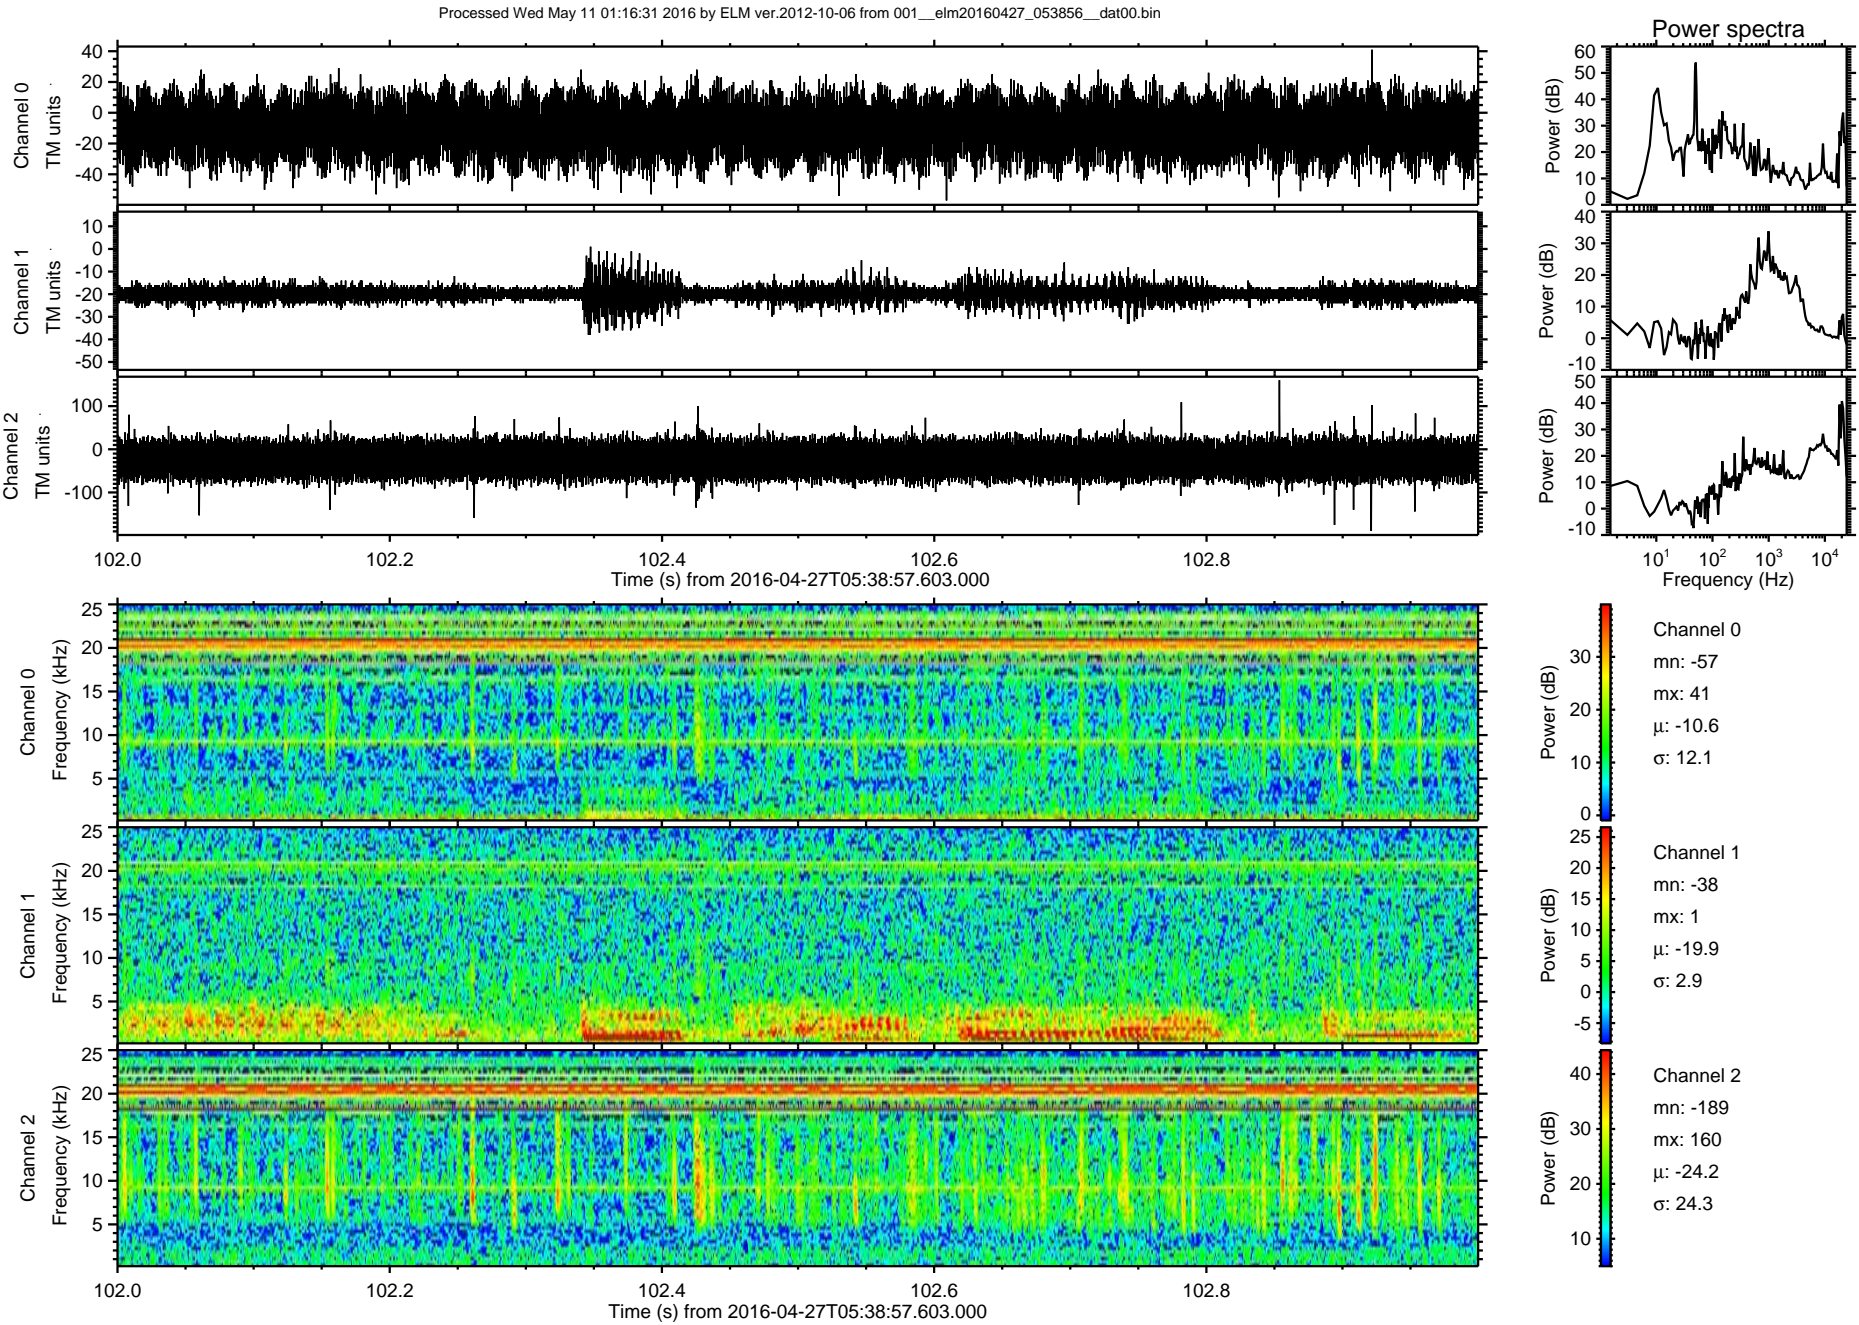 Processed Wed May 11 01:16:31 2016 by ELM ver.2012-10-06 from 001__elm20160427_053856__dat00.bin
Power spectra
Channel 0
TM units
40
20
0
-20
-40
Power (dB)
60
50
40
30
20
10
0
Channel 1
TM units
10
0
-10
-20
-30
-40
-50
Power (dB)
40
30
20
10
0
-10
Channel 2
TM units
100
0
-100
Power (dB)
50
40
30
20
10
0
-10
102.0 102.2 102.4 102.6 102.8
Time (s) from 2016-04-27T05:38:57.603.000
10^1 10^2 10^3 10^4
Frequency (Hz)
Channel 0
Frequency (kHz)
25
20
15
10
5
Power (dB)
30
20
10
0
Channel 0
mn: -57
mx: 41
μ: -10.6
σ: 12.1
Channel 1
Frequency (kHz)
25
20
15
10
5
Power (dB)
25
20
15
10
5
0
-5
Channel 1
mn: -38
mx: 1
μ: -19.9
σ: 2.9
Channel 2
Frequency (kHz)
25
20
15
10
5
Power (dB)
40
30
20
10
Channel 2
mn: -189
mx: 160
μ: -24.2
σ: 24.3
102.0 102.2 102.4 102.6 102.8
Time (s) from 2016-04-27T05:38:57.603.000